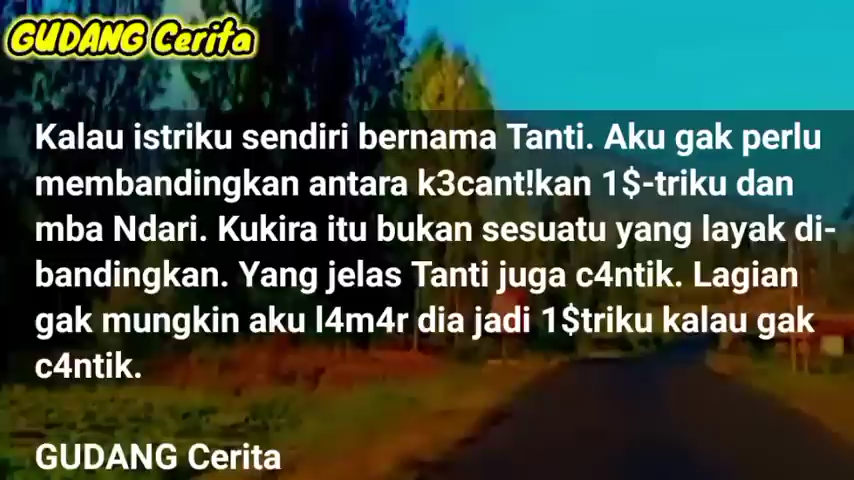 GUDANG Cerita
Kalau istriku sendiri bernama Tanti. Aku gak perlu
membandingkan antara k3cant!kan 1$-triku dan
mba Ndari. Kukira itu bukan sesuatu yang layak di-
bandingkan. Yang jelas Tanti juga c4ntik. Lagian
gak mungkin aku l4m4r dia jadi 1$triku kalau gak
c4ntik.
GUDANG Cerita